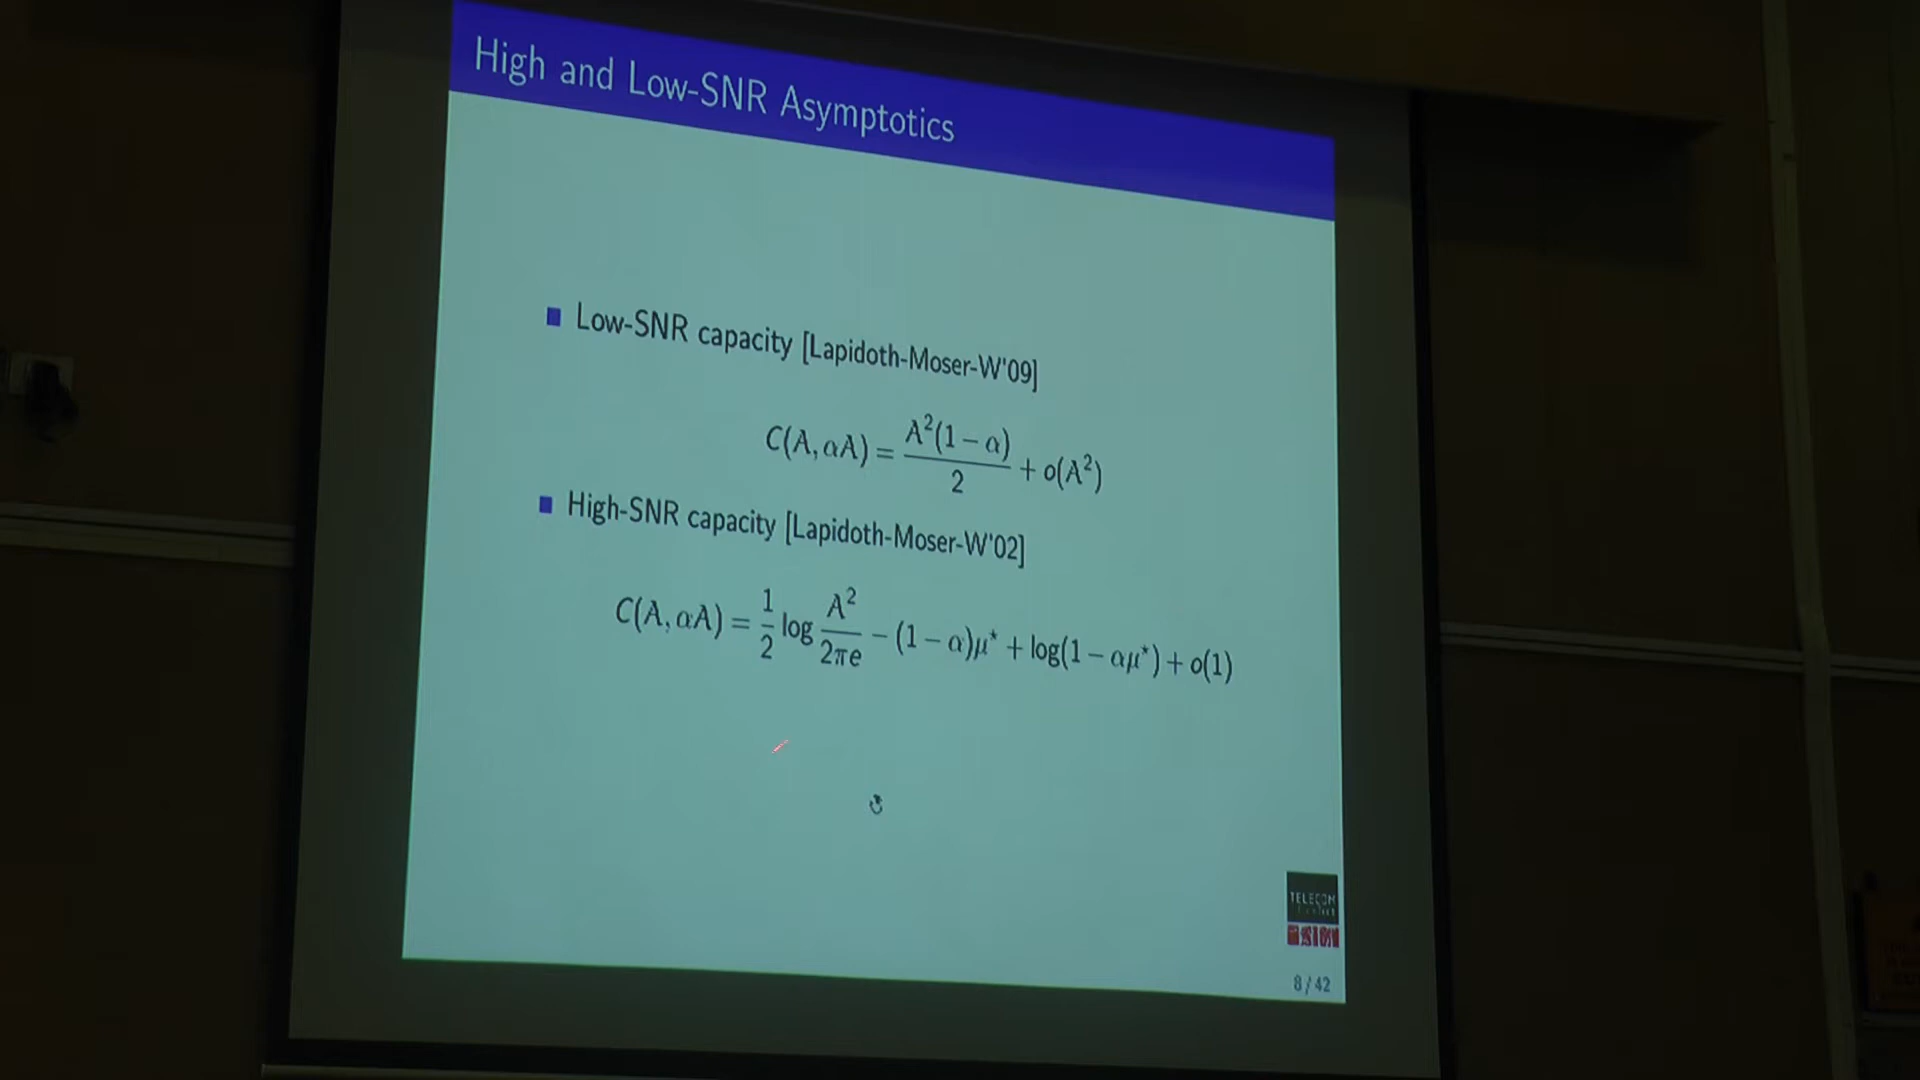 High and Low-SNR Asymptotics
■ Low-SNR capacity [Lapidoth-Moser-W'09]
C(A, αA) = A²(1 − α)/2 + o(A²)
■ High-SNR capacity [Lapidoth-Moser-W'02]
C(A, αA) = 1/2 log A²/2πe − (1 − α)μ* + log(1 − αμ*) + o(1)
TELECOM
8 / 42